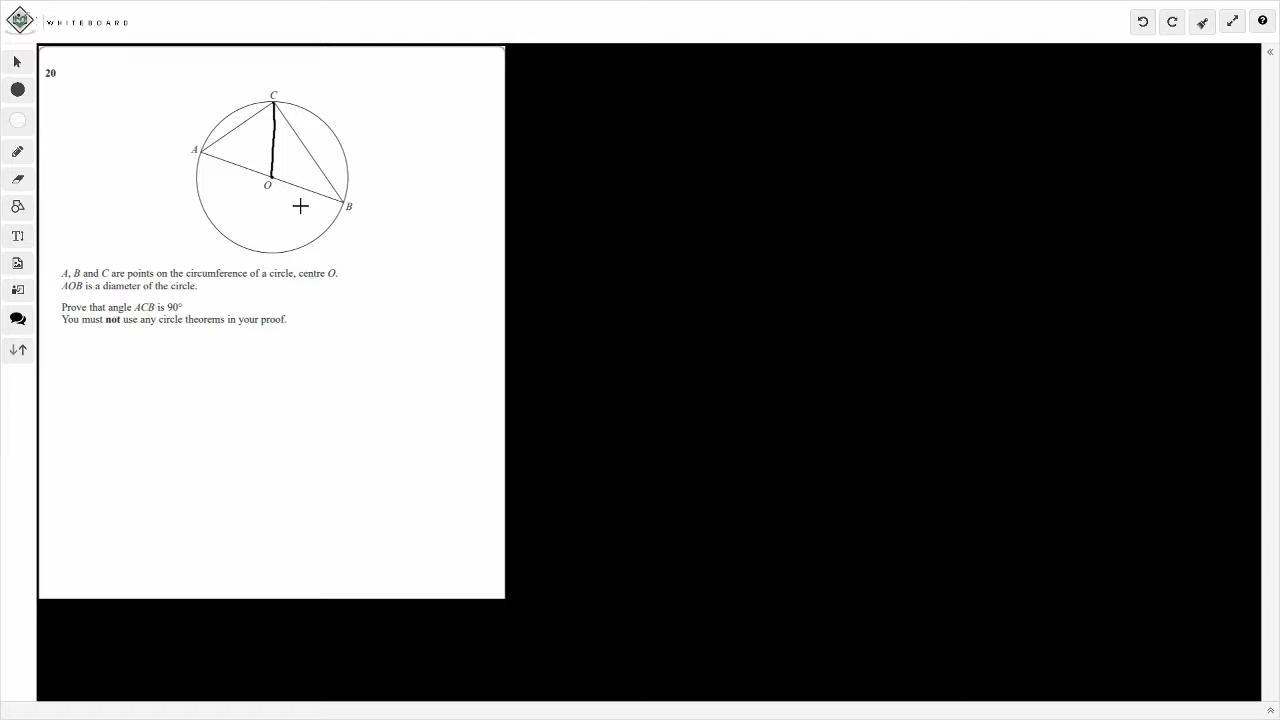 WHITEBOARD
20
C
A
O
B
A, B and C are points on the circumference of a circle, centre O.
AOB is a diameter of the circle.
Prove that angle ACB is 90°
You must not use any circle theorems in your proof.